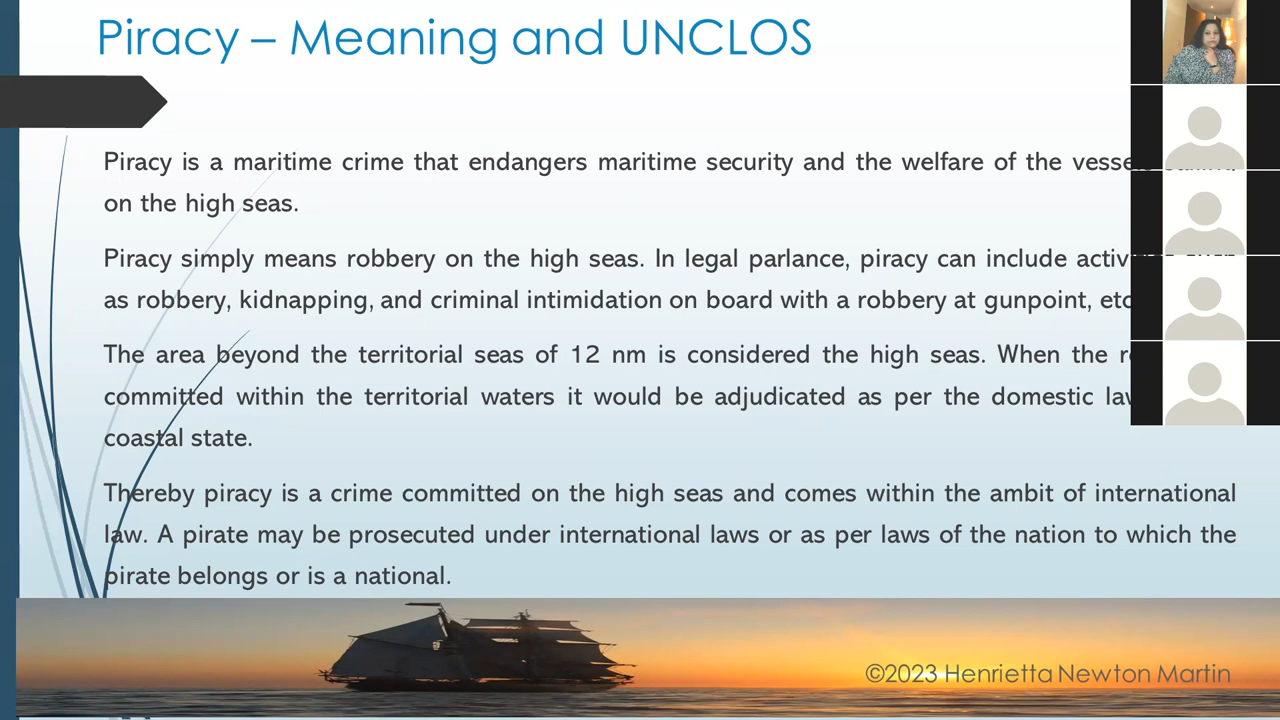 Piracy – Meaning and UNCLOS
Piracy is a maritime crime that endangers maritime security and the welfare of the
on the high seas.
Piracy simply means robbery on the high seas. In legal parlance, piracy can include
as robbery, kidnapping, and criminal intimidation on board with a robbery at gunpoint, etc
The area beyond the territorial seas of 12 nm is considered the high seas. When the
committed within the territorial waters it would be adjudicated as per the domestic
coastal state.
Thereby piracy is a crime committed on the high seas and comes within the ambit of international
law. A pirate may be prosecuted under international laws or as per laws of the nation to which the
pirate belongs or is a national.
©2023 Henrietta Newton Martin